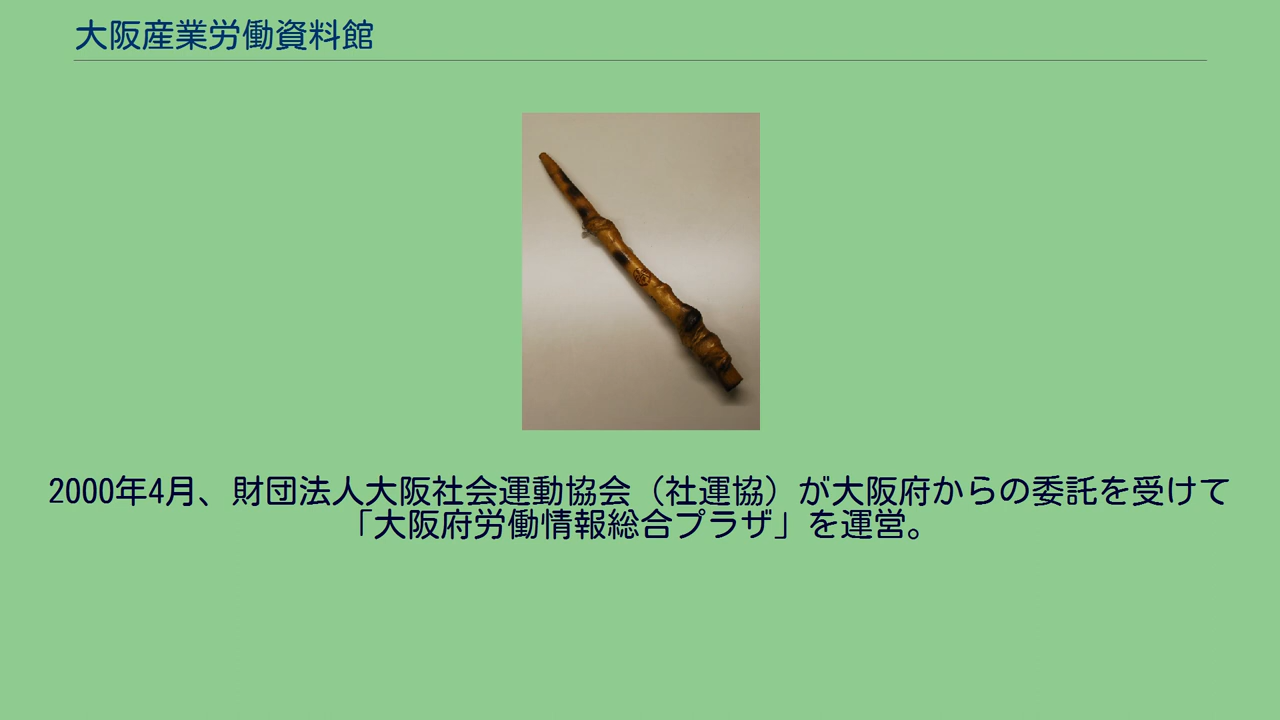 大阪産業労働資料館
2000年4月、財団法人大阪社会運動協会（社運協）が大阪府からの委託を受けて
「大阪府労働情報総合プラザ」を運営。